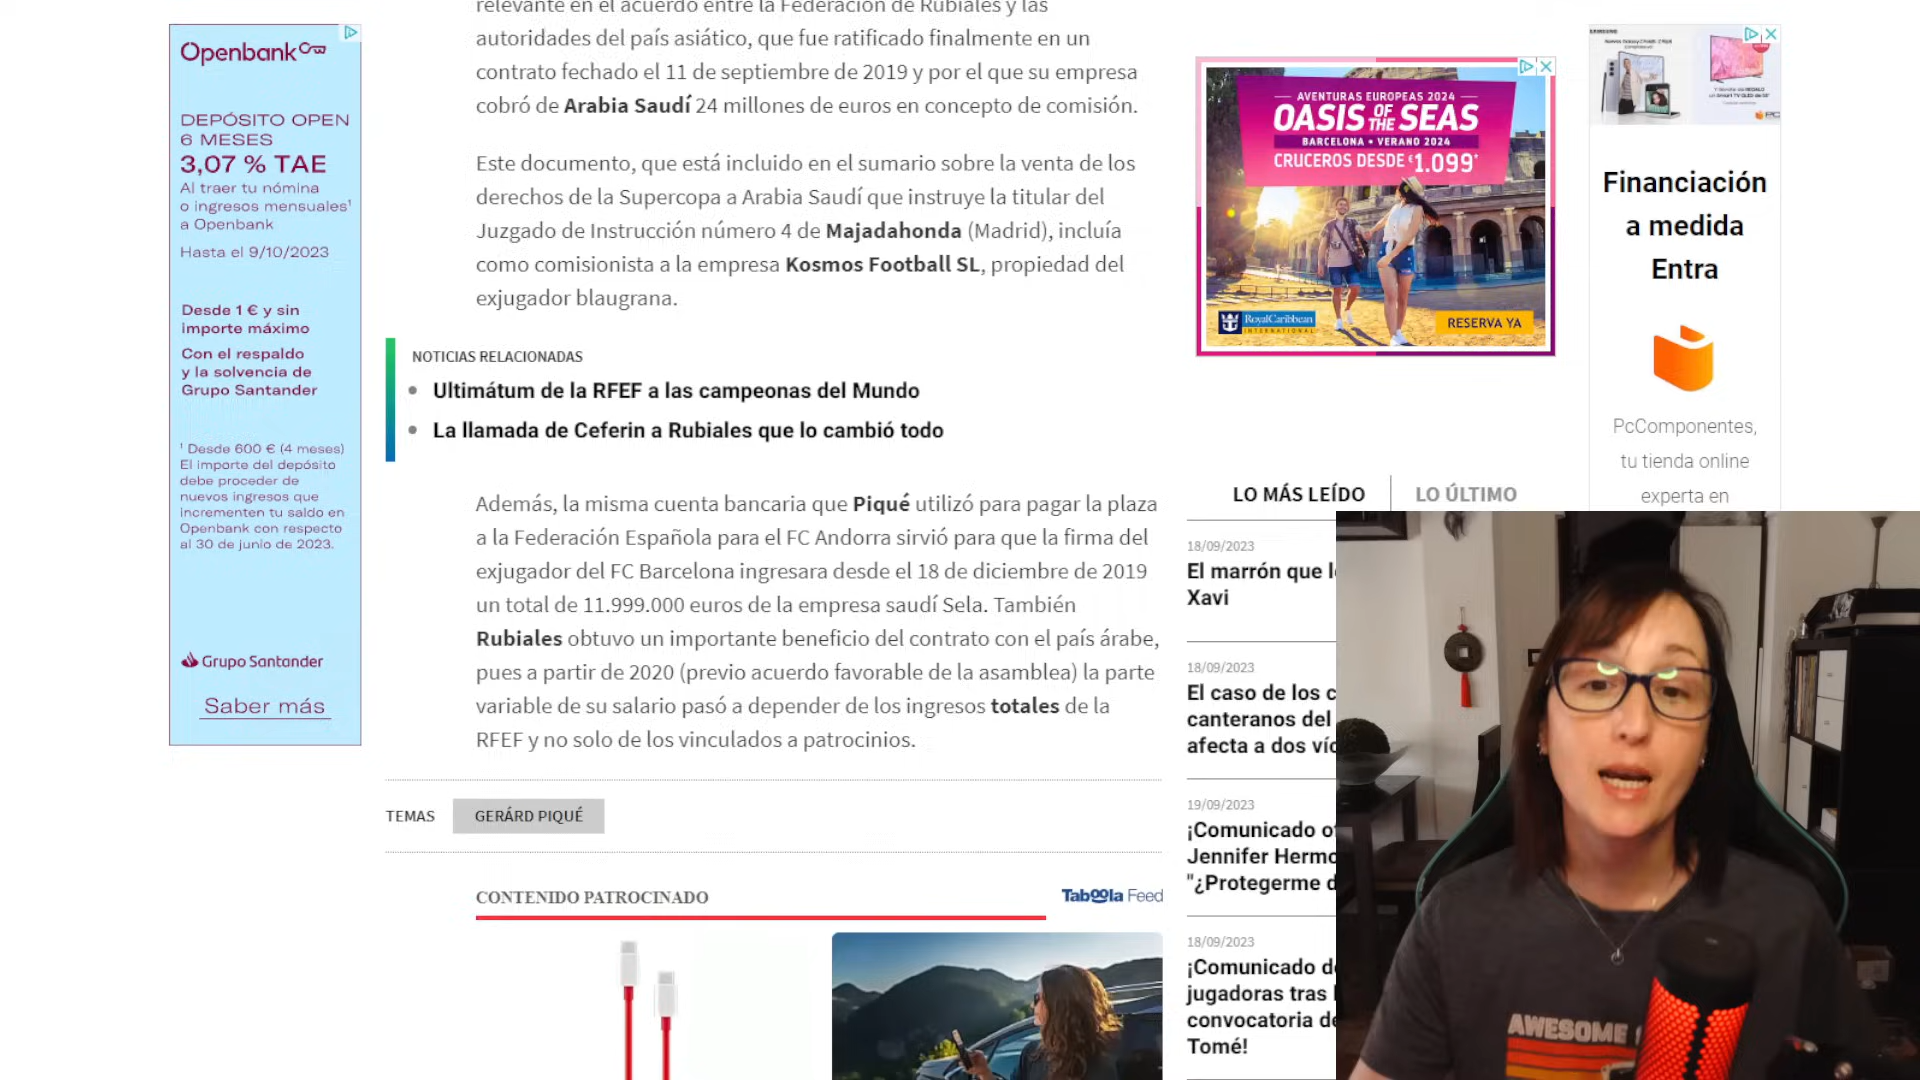 relevante en el acuerdo entre la Federación de Rubiales y las
autoridades del país asiático, que fue ratificado finalmente en un
contrato fechado el 11 de septiembre de 2019 y por el que su empresa
cobró de Arabia Saudí 24 millones de euros en concepto de comisión.
Este documento, que está incluido en el sumario sobre la venta de los
derechos de la Supercopa a Arabia Saudí que instruye la titular del
Juzgado de Instrucción número 4 de Majadahonda (Madrid), incluía
como comisionista a la empresa Kosmos Football SL, propiedad del
exjugador blaugrana.
NOTICIAS RELACIONADAS
Ultimátum de la RFEF a las campeonas del Mundo
La llamada de Ceferin a Rubiales que lo cambió todo
Además, la misma cuenta bancaria que Piqué utilizó para pagar la plaza
a la Federación Española para el FC Andorra sirvió para que la firma del
exjugador del FC Barcelona ingresara desde el 18 de diciembre de 2019
un total de 11.999.000 euros de la empresa saudí Sela. También
Rubiales obtuvo un importante beneficio del contrato con el país árabe,
pues a partir de 2020 (previo acuerdo favorable de la asamblea) la parte
variable de su salario pasó a depender de los ingresos totales de la
RFEF y no solo de los vinculados a patrocinios.
TEMAS
GERÁRD PIQUÉ
CONTENIDO PATROCINADO
Taboola Feed
Openbank
DEPÓSITO OPEN
6 MESES
3,07 % TAE
Al traer tu nómina
o ingresos mensuales¹
a Openbank
Hasta el 9/10/2023
Desde 1 € y sin
importe máximo
Con el respaldo
y la solvencia de
Grupo Santander
¹ Desde 600 € (4 meses)
El importe del depósito
debe proceder de
nuevos ingresos que
incrementen tu saldo en
Openbank con respecto
al 30 de junio de 2023.
Grupo Santander
Saber más
AVENTURAS EUROPEAS 2024
OASIS OF THE SEAS
BARCELONA • VERANO 2024
CRUCEROS DESDE €1.099*
RoyalCaribbean
INTERNATIONAL
RESERVA YA
SAMSUNG
Financiación
a medida
Entra
PcComponentes,
tu tienda online
experta en
LO MÁS LEÍDO
LO ÚLTIMO
18/09/2023
El marrón que
Xavi
18/09/2023
El caso de los c
canteranos del
afecta a dos víc
19/09/2023
¡Comunicado o
Jennifer Hermo
"¿Protegerme d
18/09/2023
¡Comunicado de
jugadoras tras
convocatoria de
Tomé!
AWESOME